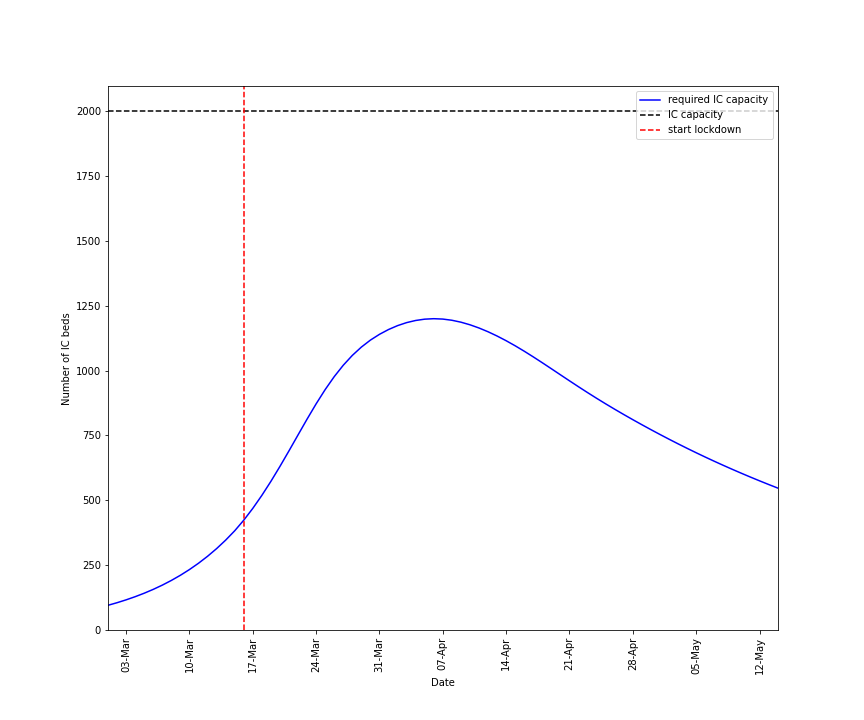 required IC capacity
IC capacity
start lockdown
2000
1750
1500
1250
1000
750
500
250
0
Number of IC beds
03-Mar
10-Mar
17-Mar
24-Mar
31-Mar
07-Apr
14-Apr
21-Apr
28-Apr
05-May
12-May
Date